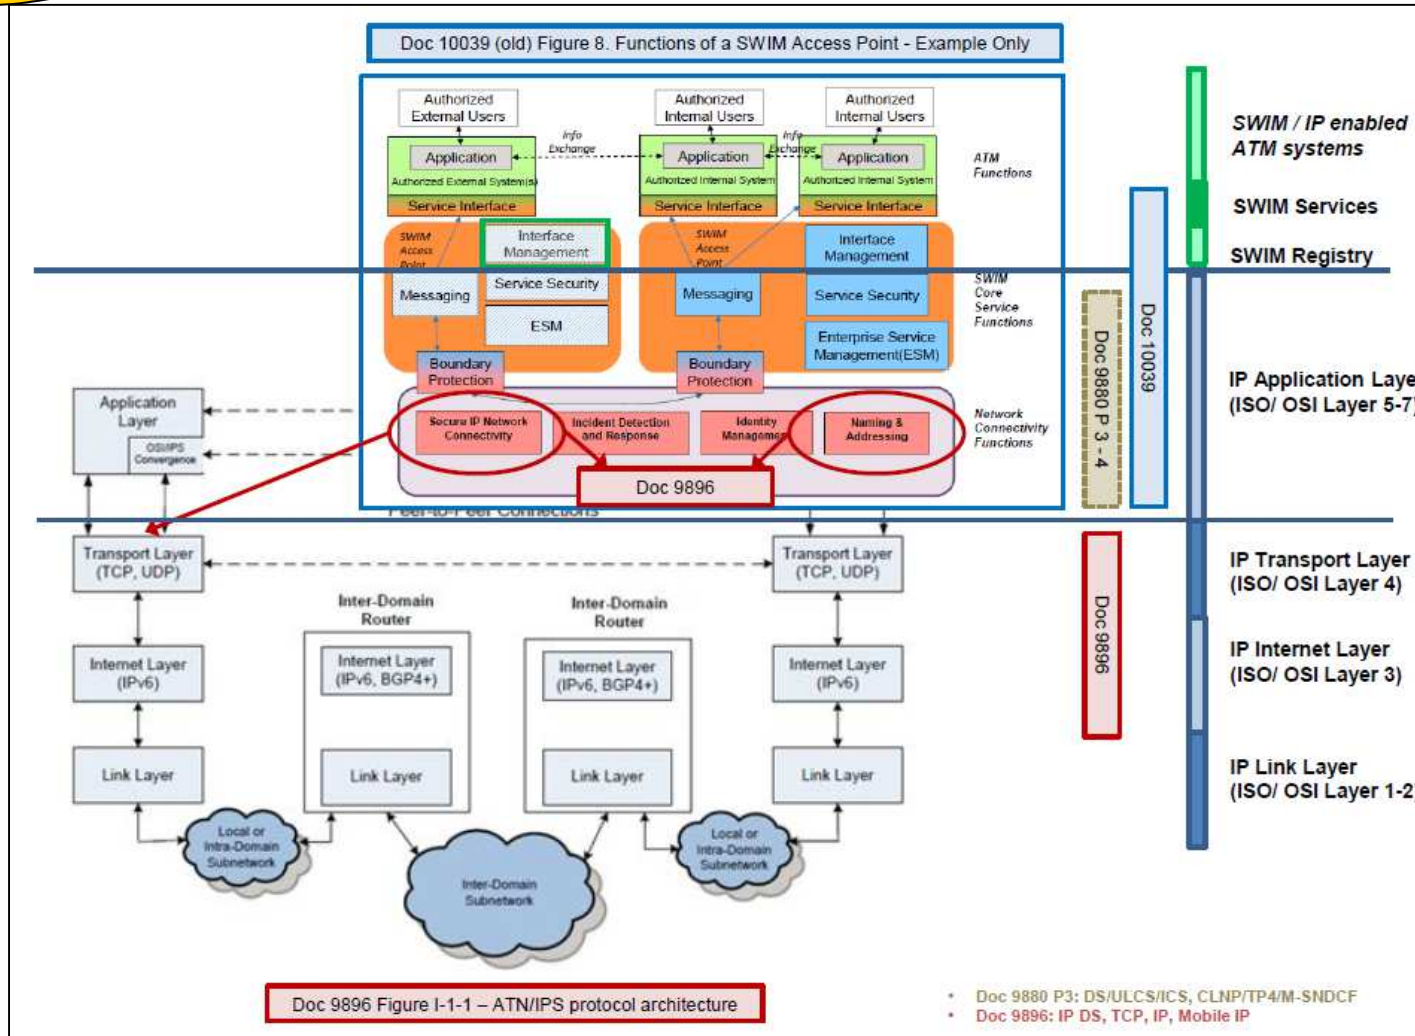 Doc 10039 (old) Figure 8. Functions of a SWIM Access Point - Example Only
Authorized
External Users
Authorized
Internal Users
Authorized
Internal Users
Info
Exchange
Info
Exchange
Application
Application
Application
Authorized External System(s)
Authorized Internal System
Authorized Internal System
Service Interface
Service Interface
Service Interface
ATM
Functions
SWIM
Access
Point
Interface
Management
Messaging
Service Security
ESM
SWIM
Access
Point
Interface
Management
Messaging
Service Security
Enterprise Service
Management(ESM)
SWIM
Core
Service
Functions
Boundary
Protection
Boundary
Protection
Secure IP Network
Connectivity
Incident Detection
and Response
Identity
Management
Naming &
Addressing
Network
Connectivity
Functions
Doc 9896
Application
Layer
OSI/IPS
Convergence
Peer-to-Peer Connections
Transport Layer
(TCP, UDP)
Transport Layer
(TCP, UDP)
Inter-Domain
Router
Inter-Domain
Router
Internet Layer
(IPv6)
Internet Layer
(IPv6, BGP4+)
Internet Layer
(IPv6, BGP4+)
Internet Layer
(IPv6)
Link Layer
Link Layer
Link Layer
Link Layer
Local or
Intra-Domain
Subnetwork
Inter-Domain
Subnetwork
Local or
Intra-Domain
Subnetwork
Doc 9880 P 3 - 4
Doc 10039
Doc 9896
SWIM / IP enabled
ATM systems
SWIM Services
SWIM Registry
IP Application Laye
(ISO/ OSI Layer 5-7)
IP Transport Layer
(ISO/ OSI Layer 4)
IP Internet Layer
(ISO/ OSI Layer 3)
IP Link Layer
(ISO/ OSI Layer 1-2)
Doc 9896 Figure I-1-1 – ATN/IPS protocol architecture
• Doc 9880 P3: DS/ULCS/ICS, CLNP/TP4/M-SNDCF
• Doc 9896: IP DS, TCP, IP, Mobile IP